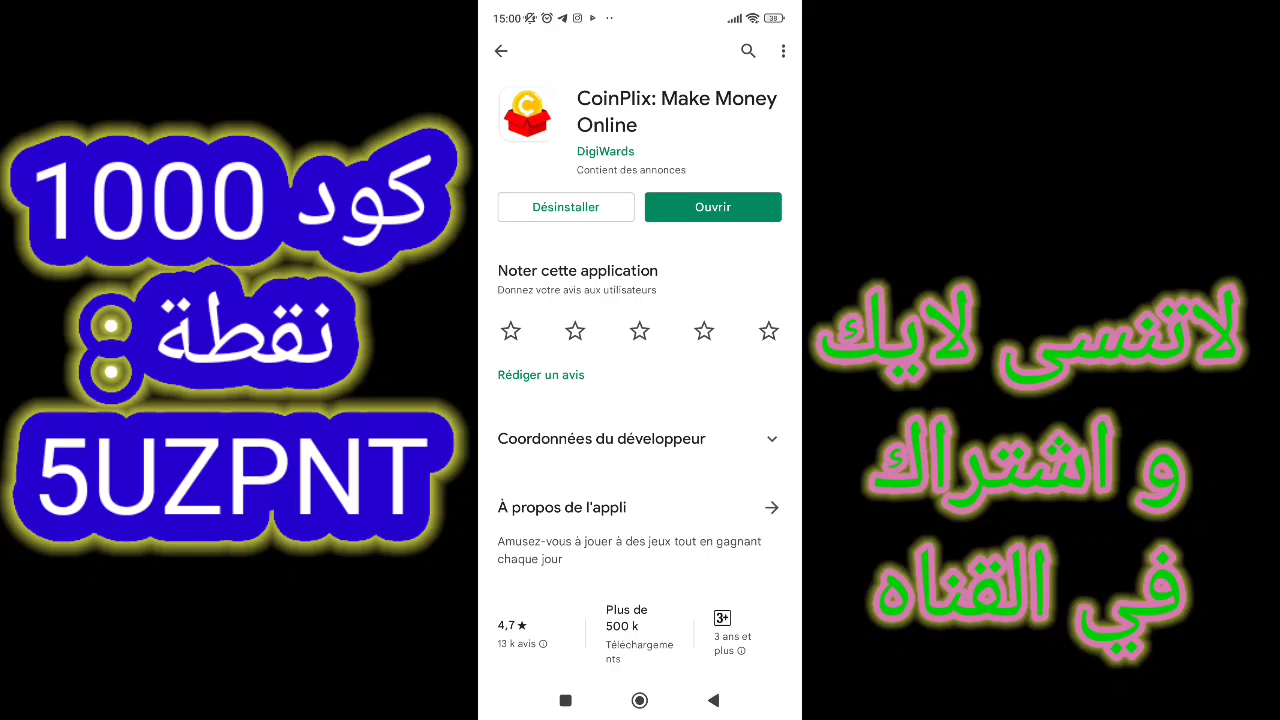 كود 1000
نقطة :
5UZPNT
15:00
38
CoinPlix: Make Money
Online
DigiWards
Contient des annonces
Désinstaller
Ouvrir
Noter cette application
Donnez votre avis aux utilisateurs
Rédiger un avis
Coordonnées du développeur
À propos de l'appli
Amusez-vous à jouer à des jeux tout en gagnant
chaque jour
4,7★
13 k avis
Plus de
500 k
Téléchargeme
nts
3+
3 ans et
plus
لاتنسى لايك
و اشتراك
في القناه